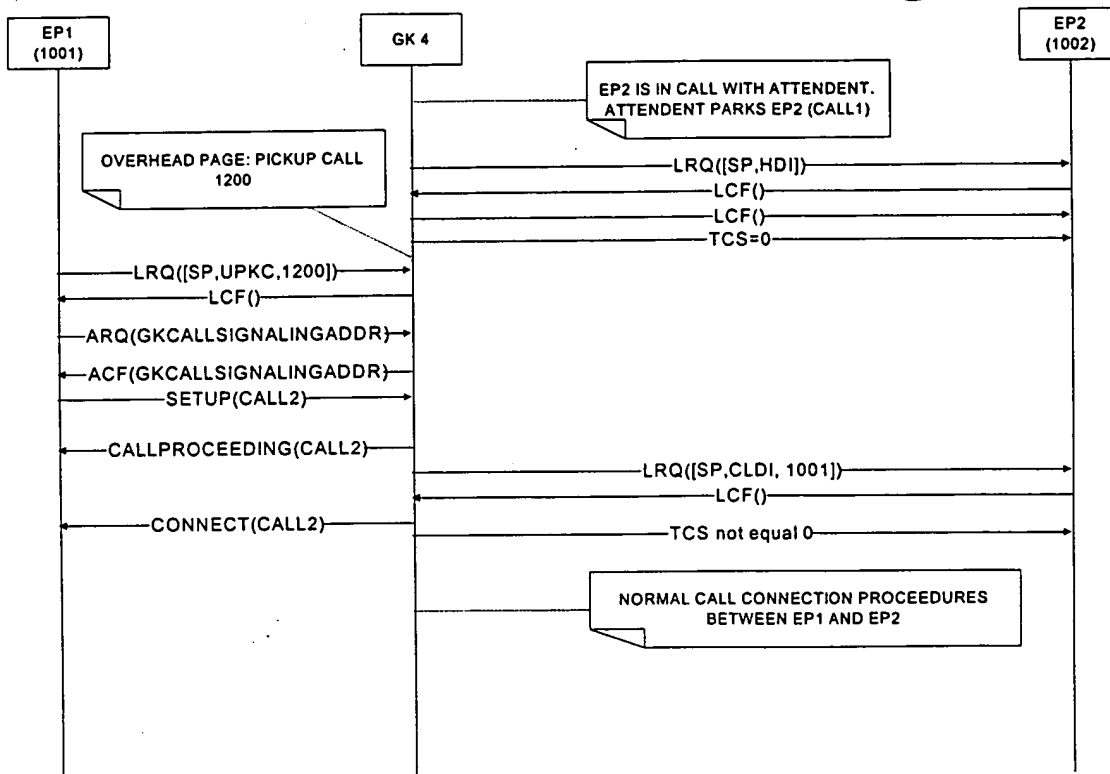 EP1
(1001)
GK 4
EP2
(1002)
EP2 IS IN CALL WITH ATTENDENT.
ATTENDENT PARKS EP2 (CALL1)
OVERHEAD PAGE: PICKUP CALL
1200
LRQ([SP,HDI])
LCF()
LCF()
TCS=0
LRQ([SP,UPKC,1200])
LCF()
ARQ(GKCALLSIGNALINGADDR)
ACF(GKCALLSIGNALINGADDR)
SETUP(CALL2)
CALLPROCEEDING(CALL2)
LRQ([SP,CLDI, 1001])
LCF()
CONNECT(CALL2)
TCS not equal 0
NORMAL CALL CONNECTION PROCEEDURES
BETWEEN EP1 AND EP2